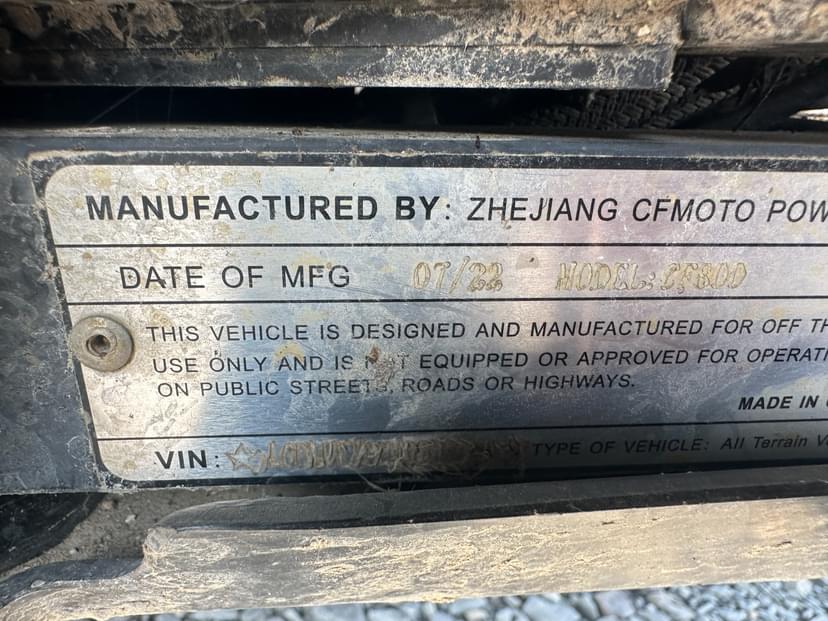 MANUFACTURED BY: ZHEJIANG CFMOTO POW
DATE OF MFG 07/22 MODEL:
THIS VEHICLE IS DESIGNED AND MANUFACTURED FOR OFF TH
USE ONLY AND IS NOT EQUIPPED OR APPROVED FOR OPERATI
ON PUBLIC STREETS, ROADS OR HIGHWAYS.
MADE IN
VIN: TYPE OF VEHICLE: All Terrain V